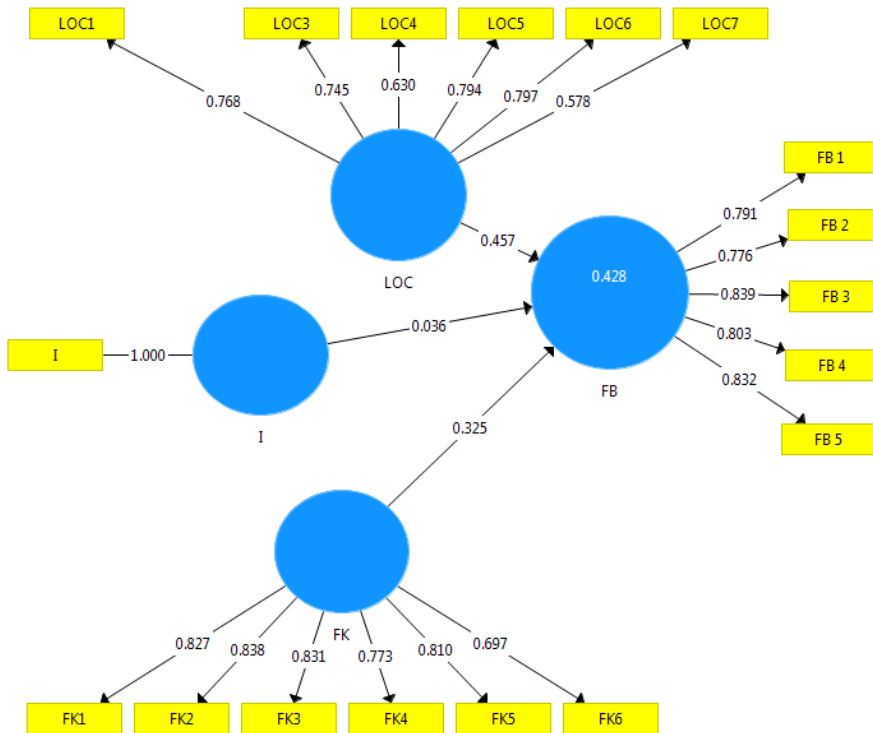 LOC1
LOC3
LOC4
LOC5
LOC6
LOC7
0.768
0.745
0.630
0.794
0.797
0.578
LOC
0.457
FB 1
FB 2
FB 3
FB 4
FB 5
0.791
0.776
0.839
0.803
0.832
0.428
FB
I
1.000
I
0.036
0.325
FK
0.827
0.838
0.831
0.773
0.810
0.697
FK1
FK2
FK3
FK4
FK5
FK6